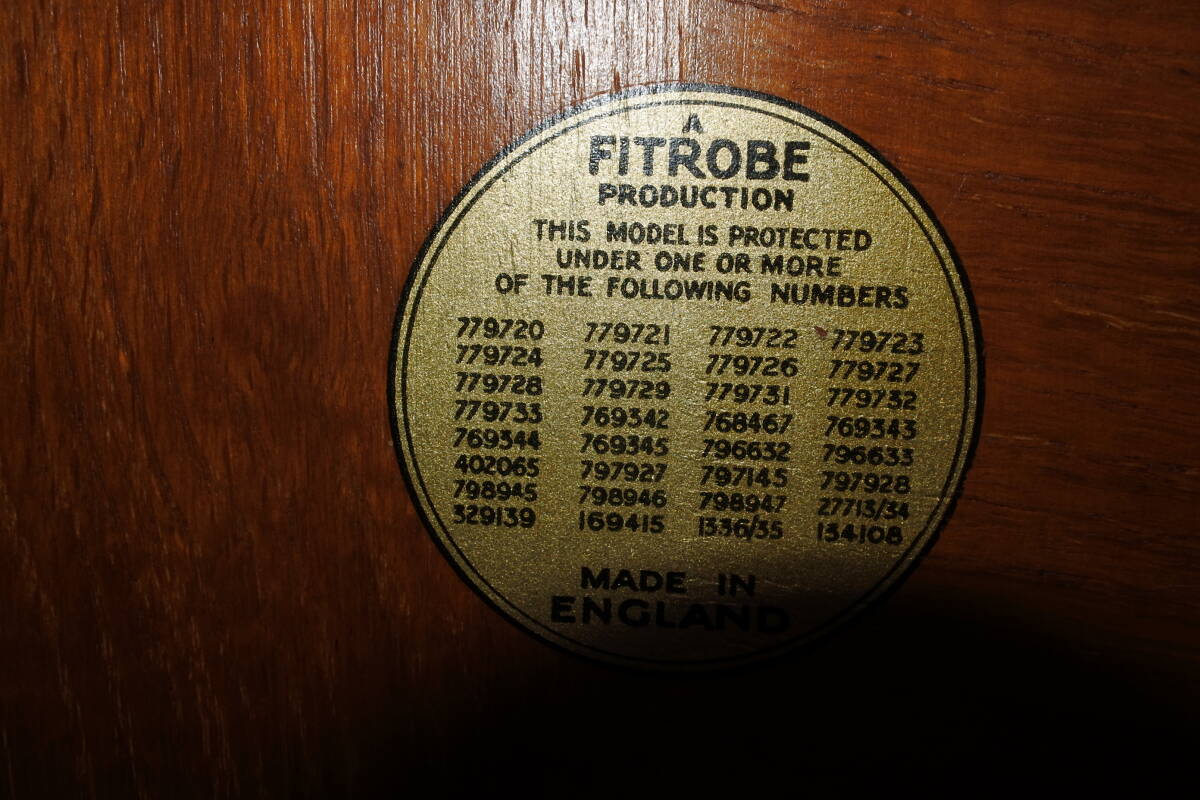 A
FITROBE
PRODUCTION
THIS MODEL IS PROTECTED
UNDER ONE OR MORE
OF THE FOLLOWING NUMBERS
779720 779721 779722 779723
779724 779725 779726 779727
779728 779729 779731 779732
779733 769342 768467 769343
769344 769345 796632 796633
402065 797927 797145 797928
798945 798946 798947 27713/34
329139 169415 1336/35 134108
MADE IN
ENGLAND